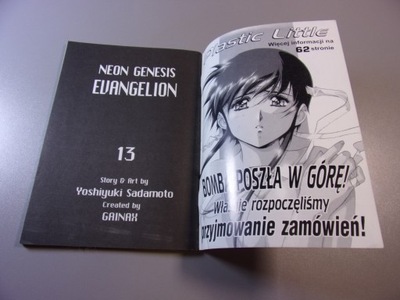 NEON GENESIS
EVANGELION
13
Story & Art by
Yoshiyuki Sadamoto
Created by
GAINAX
astic Little
Więcej informacji na
62 stronie
BOMBA POSZŁA W GÓRĘ!
Właśnie rozpoczęliśmy
przyjmowanie zamówień!